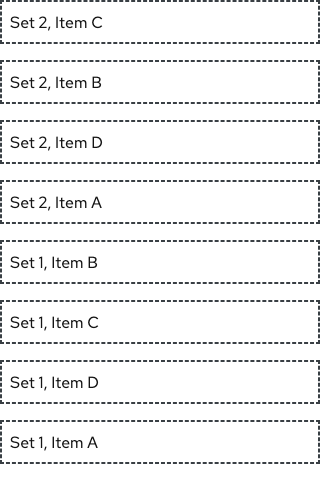 Set 2, Item C
Set 2, Item B
Set 2, Item D
Set 2, Item A
Set 1, Item B
Set 1, Item C
Set 1, Item D
Set 1, Item A